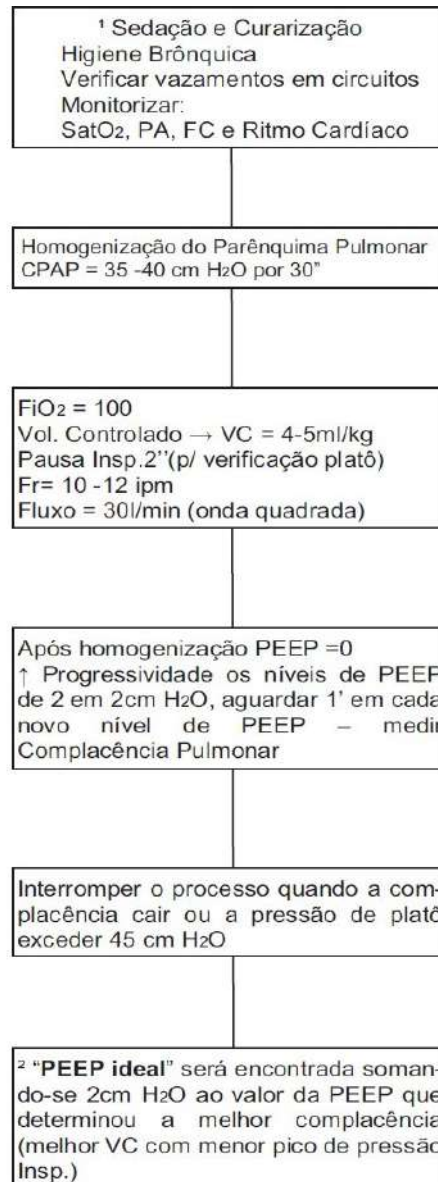 ¹ Sedação e Curarização
Higiene Brônquica
Verificar vazamentos em circuitos
Monitorizar:
SatO₂, PA, FC e Ritmo Cardíaco
Homogenização do Parênquima Pulmonar
CPAP = 35 -40 cm H₂O por 30"
FiO₂ = 100
Vol. Controlado → VC = 4-5ml/kg
Pausa Insp.2''(p/ verificação platô)
Fr= 10 -12 ipm
Fluxo = 30l/min (onda quadrada)
Após homogenização PEEP =0
↑ Progressividade os níveis de PEEP
de 2 em 2cm H₂O, aguardar 1' em cada
novo nível de PEEP – medir
Complacência Pulmonar
Interromper o processo quando a com-
placência cair ou a pressão de platô
exceder 45 cm H₂O
² “PEEP ideal” será encontrada soman-
do-se 2cm H₂O ao valor da PEEP que
determinou a melhor complacência
(melhor VC com menor pico de pressão
Insp.)